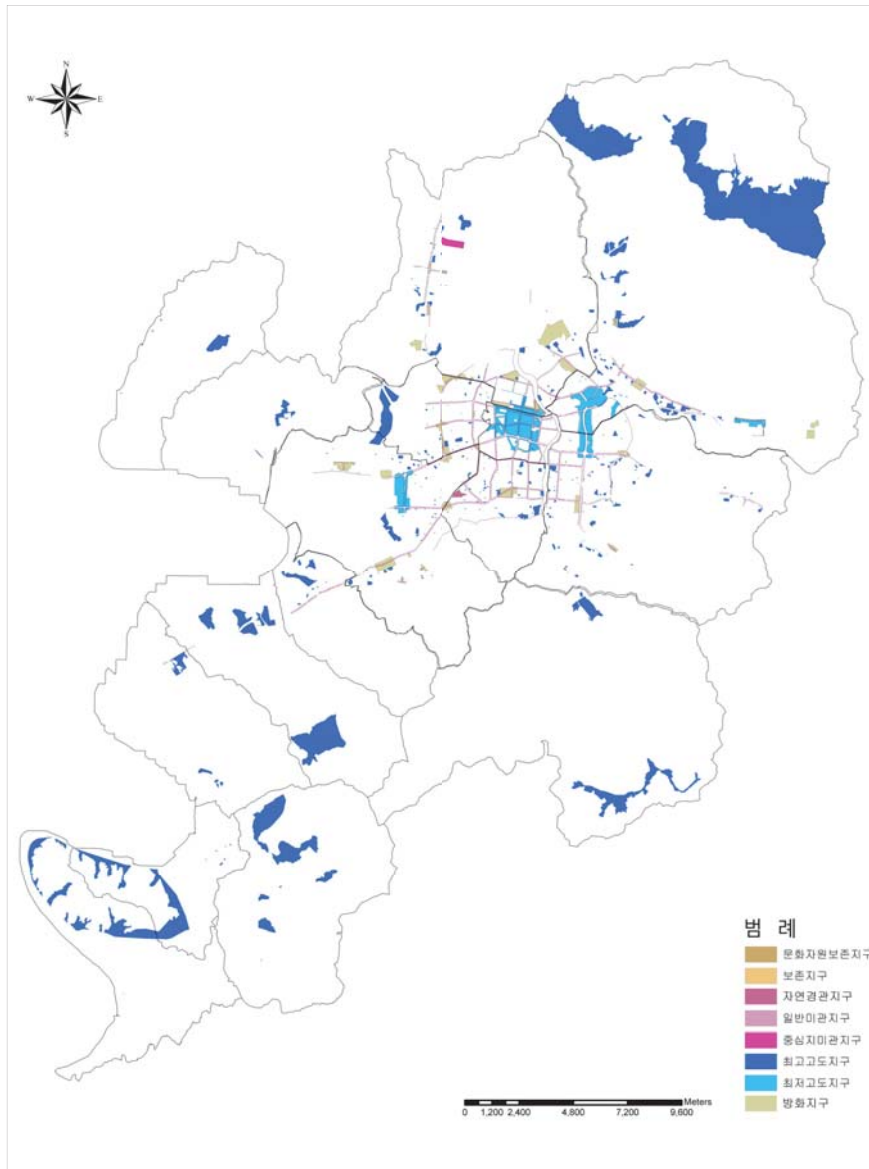 N
W E
S
범 례
문화자원보존지구
보존지구
자연경관지구
일반미관지구
중심지미관지구
최고고도지구
최저고도지구
방화지구
Meters
0 1,200 2,400 4,800 7,200 9,600